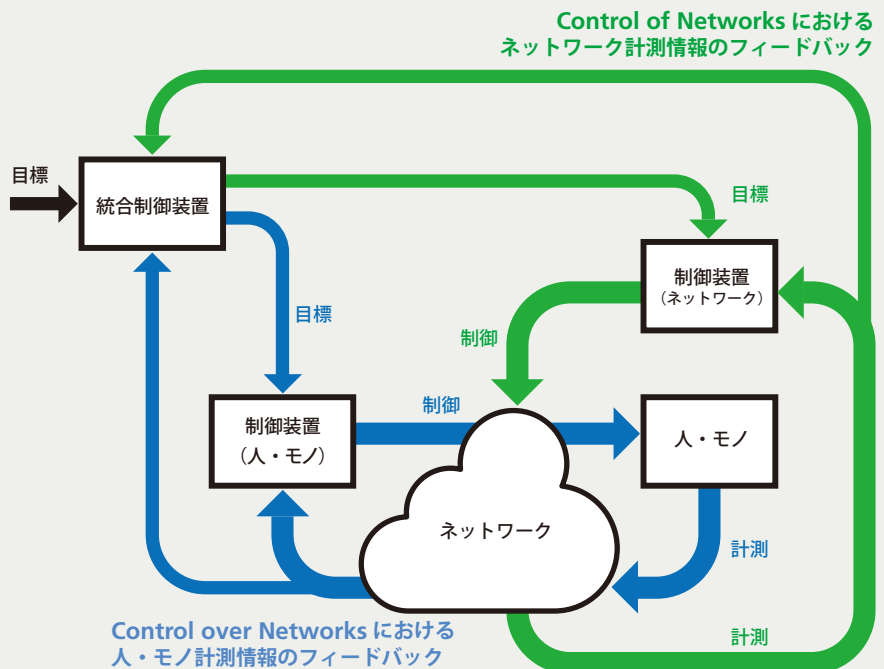 Control of Networks における
ネットワーク計測情報のフィードバック
目標
統合制御装置
目標
制御装置
（ネットワーク）
目標
制御
制御
制御装置
（人・モノ）
人・モノ
ネットワーク
計測
計測
Control over Networks における
人・モノ計測情報のフィードバック